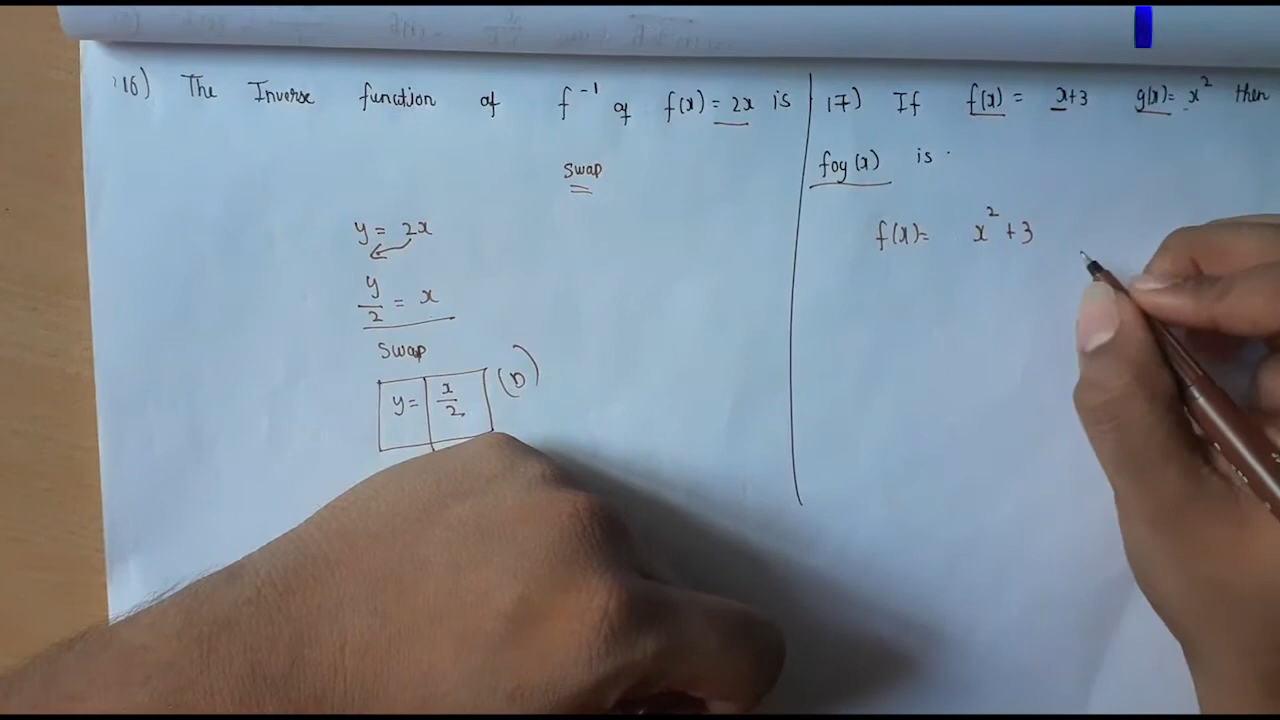 16) The Inverse function of f⁻¹ of f(x) = 2x is
swap
y = 2x
y/2 = x
swap
y = x/2 (D)
17) If f(x) = x+3 g(x) = x² then
fog(x) is
f(x) = x² + 3